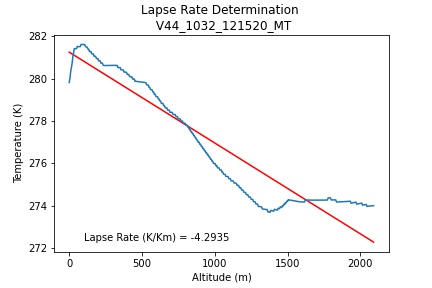 Lapse Rate Determination
V44_1032_121520_MT
Temperature (K)
282
280
278
276
274
272
Lapse Rate (K/Km) = -4.2935
0
500
1000
1500
2000
Altitude (m)